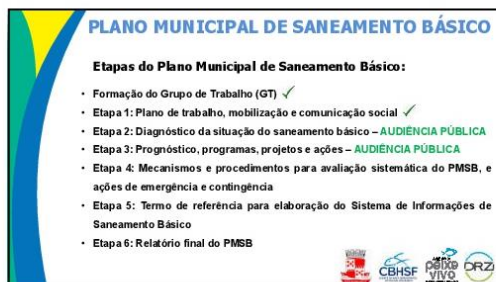 PLANO MUNICIPAL DE SANEAMENTO BÁSICO
Etapas do Plano Municipal de Saneamento Básico:
• Formação do Grupo de Trabalho (GT) ✓
• Etapa 1: Plano de trabalho, mobilização e comunicação social ✓
• Etapa 2: Diagnóstico da situação do saneamento básico – AUDIÊNCIA PÚBLICA
• Etapa 3: Prognóstico, programas, projetos e ações – AUDIÊNCIA PÚBLICA
• Etapa 4: Mecanismos e procedimentos para avaliação sistemática do PMSB, e
ações de emergência e contingência
• Etapa 5: Termo de referência para elaboração do Sistema de Informações de
Saneamento Básico
• Etapa 6: Relatório final do PMSB
CBHSF
peixe
vivo
DRZ